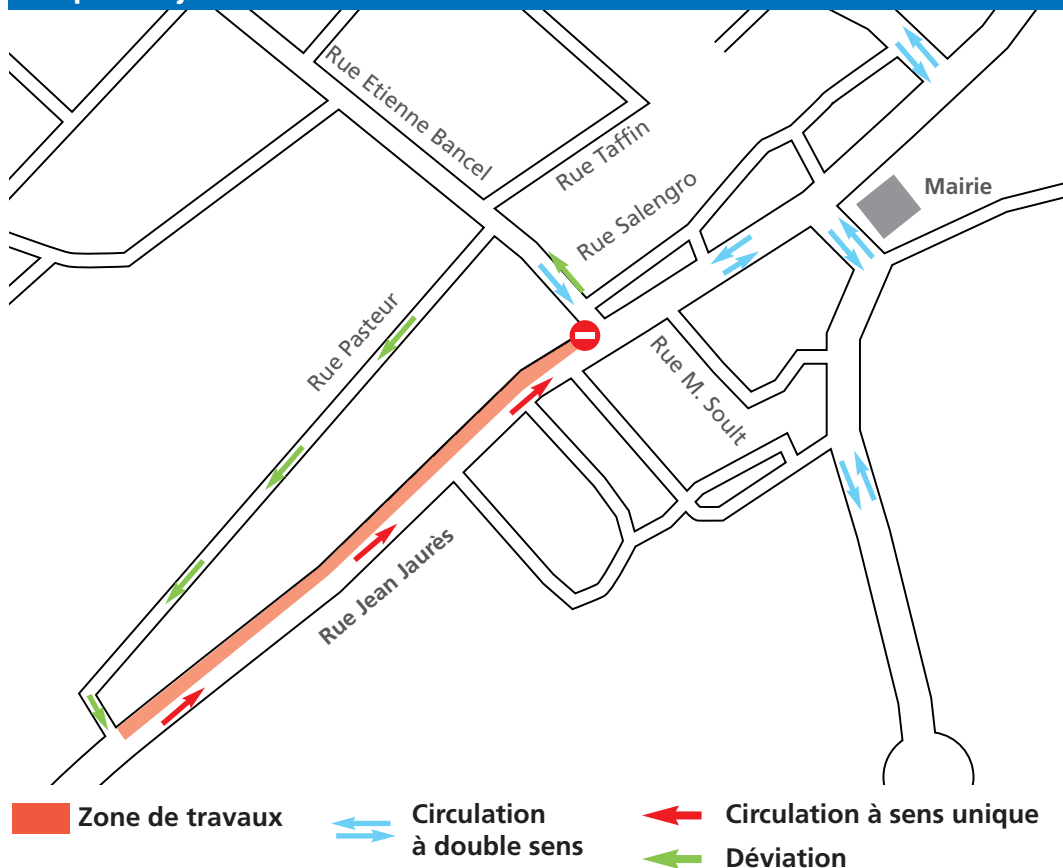 Rue Etienne Bancel
Rue Taffin
Rue Salengro
Mairie
Rue Pasteur
Rue M. Soult
Rue Jean Jaurès
Zone de travaux
Circulation
à double sens
Circulation à sens unique
Déviation